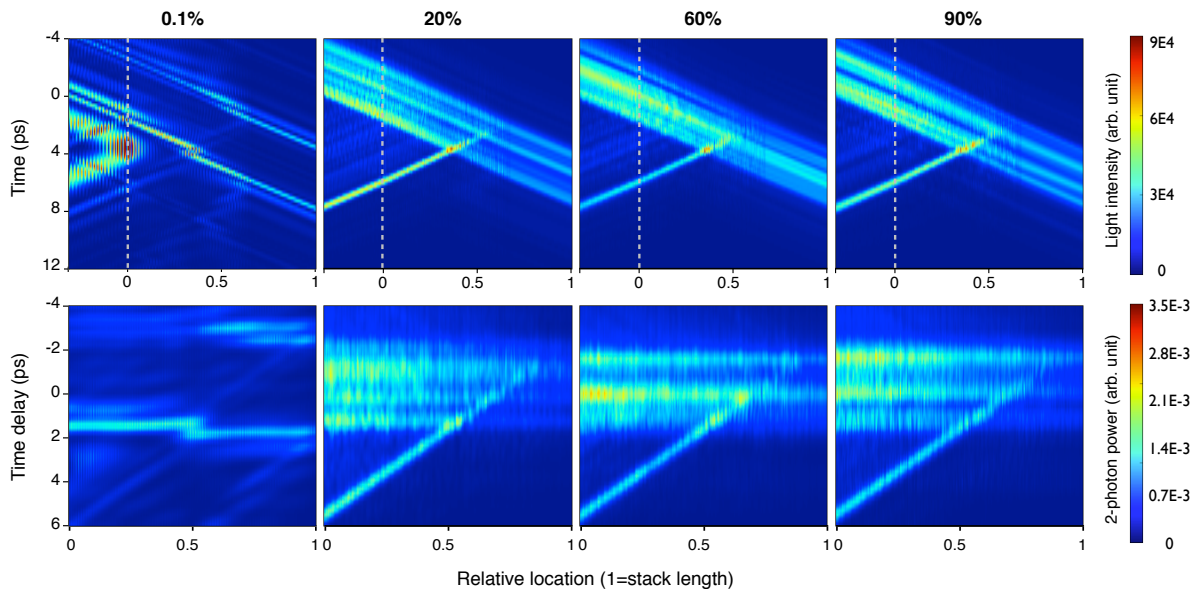 0.1% 20% 60% 90%
-4
0
4
8
12
Time (ps)
0 0.5 1
0 0.5 1
0 0.5 1
0 0.5 1
9E4
6E4
3E4
0
Light intensity (arb. unit)
-4
-2
0
2
4
6
Time delay (ps)
0 0.5 1
0 0.5 1
0 0.5 1
0 0.5 1
3.5E-3
2.8E-3
2.1E-3
1.4E-3
0.7E-3
0
2-photon power (arb. unit)
Relative location (1=stack length)